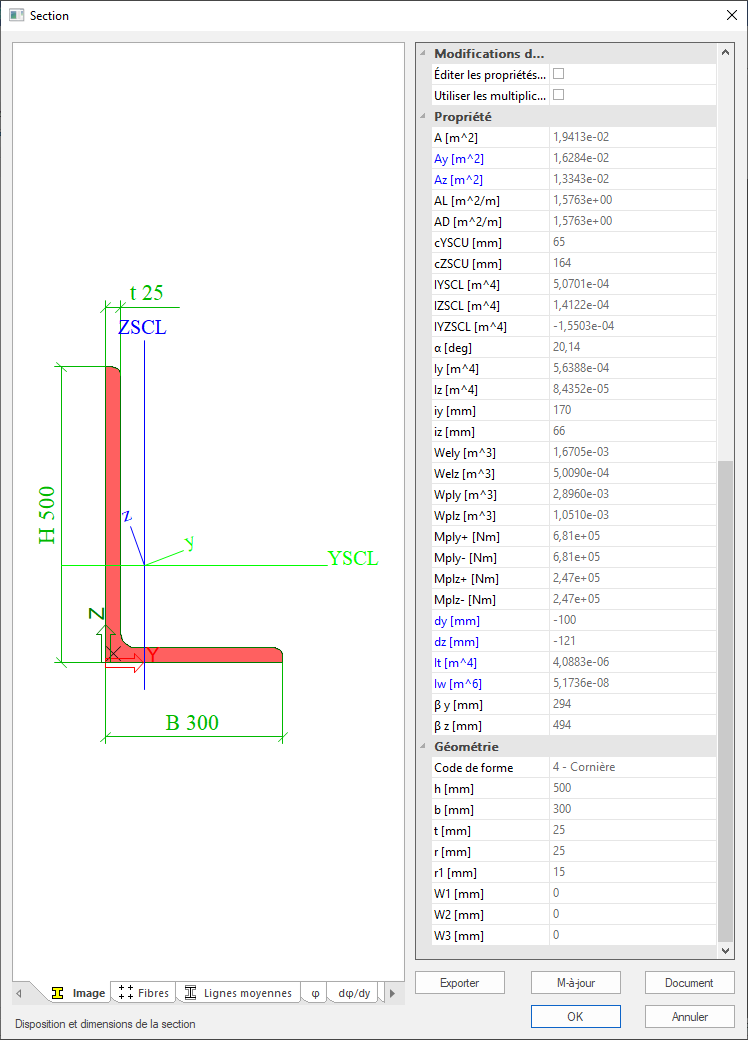 Section
t 25
ZSCL
H 500
z
y
YSCL
Z
Y
B 300
Image
Fibres
Lignes moyennes
φ
dφ/dy
Disposition et dimensions de la section
Modifications d...
Éditer les propriétés...
Utiliser les multiplic...
Propriété
A [m^2] 1,9413e-02
Ay [m^2] 1,6284e-02
Az [m^2] 1,3343e-02
AL [m^2/m] 1,5763e+00
AD [m^2/m] 1,5763e+00
cYSCU [mm] 65
cZSCU [mm] 164
IYSCL [m^4] 5,0701e-04
IZSCL [m^4] 1,4122e-04
IYZSCL [m^4] -1,5503e-04
α [deg] 20,14
Iy [m^4] 5,6388e-04
Iz [m^4] 8,4352e-05
iy [mm] 170
iz [mm] 66
Wely [m^3] 1,6705e-03
Welz [m^3] 5,0090e-04
Wply [m^3] 2,8960e-03
Wplz [m^3] 1,0510e-03
Mply+ [Nm] 6,81e+05
Mply- [Nm] 6,81e+05
Mplz+ [Nm] 2,47e+05
Mplz- [Nm] 2,47e+05
dy [mm] -100
dz [mm] -121
It [m^4] 4,0883e-06
Iw [m^6] 5,1736e-08
β y [mm] 294
β z [mm] 494
Géométrie
Code de forme 4 - Cornière
h [mm] 500
b [mm] 300
t [mm] 25
r [mm] 25
r1 [mm] 15
W1 [mm] 0
W2 [mm] 0
W3 [mm] 0
Exporter
M-à-jour
Document
OK
Annuler